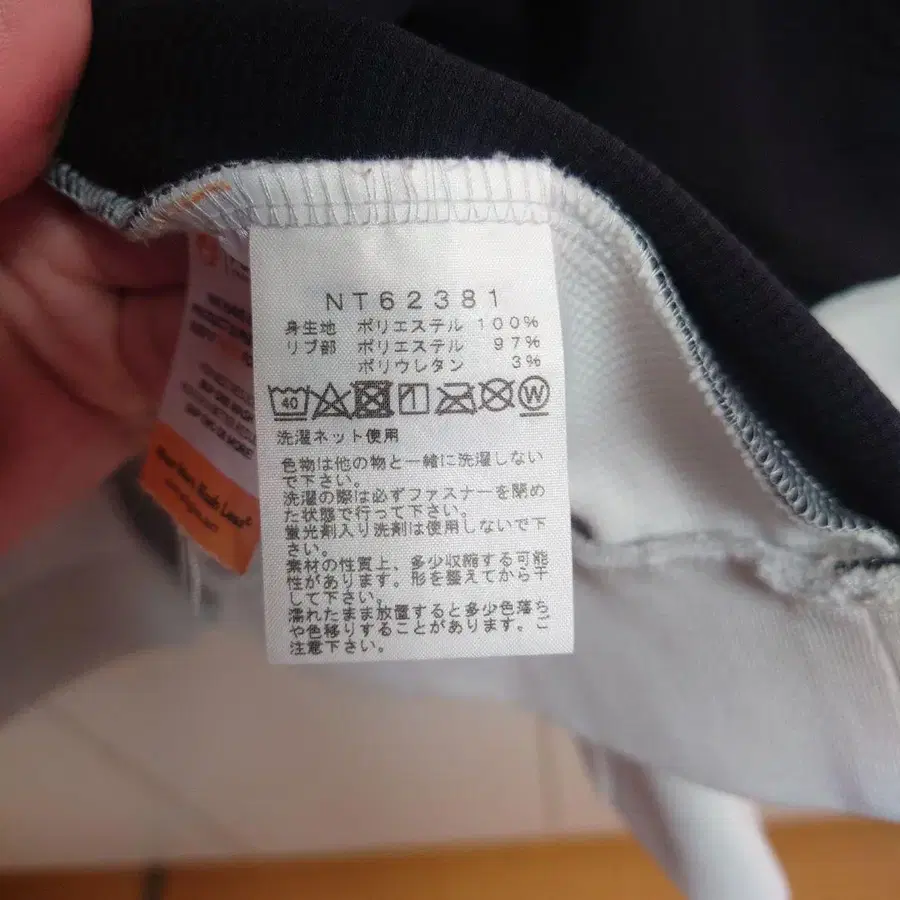 NT62381
身生地 ポリエステル 100%
リブ部 ポリエステル 97%
ポリウレタン 3%
40 W
洗濯ネット使用
色物は他の物と一緒に洗濯しない
で下さい。
洗濯の際は必ずファスナーを閉め
た状態で行って下さい。
蛍光剤入り洗剤は使用しないで下
さい。
素材の性質上、多少収縮する可能
性があります。形を整えてから干
して下さい。
濡れたまま放置すると多少色落ち
や色移りすることがあります。ご
注意下さい。
Wear More. Wash Less.®